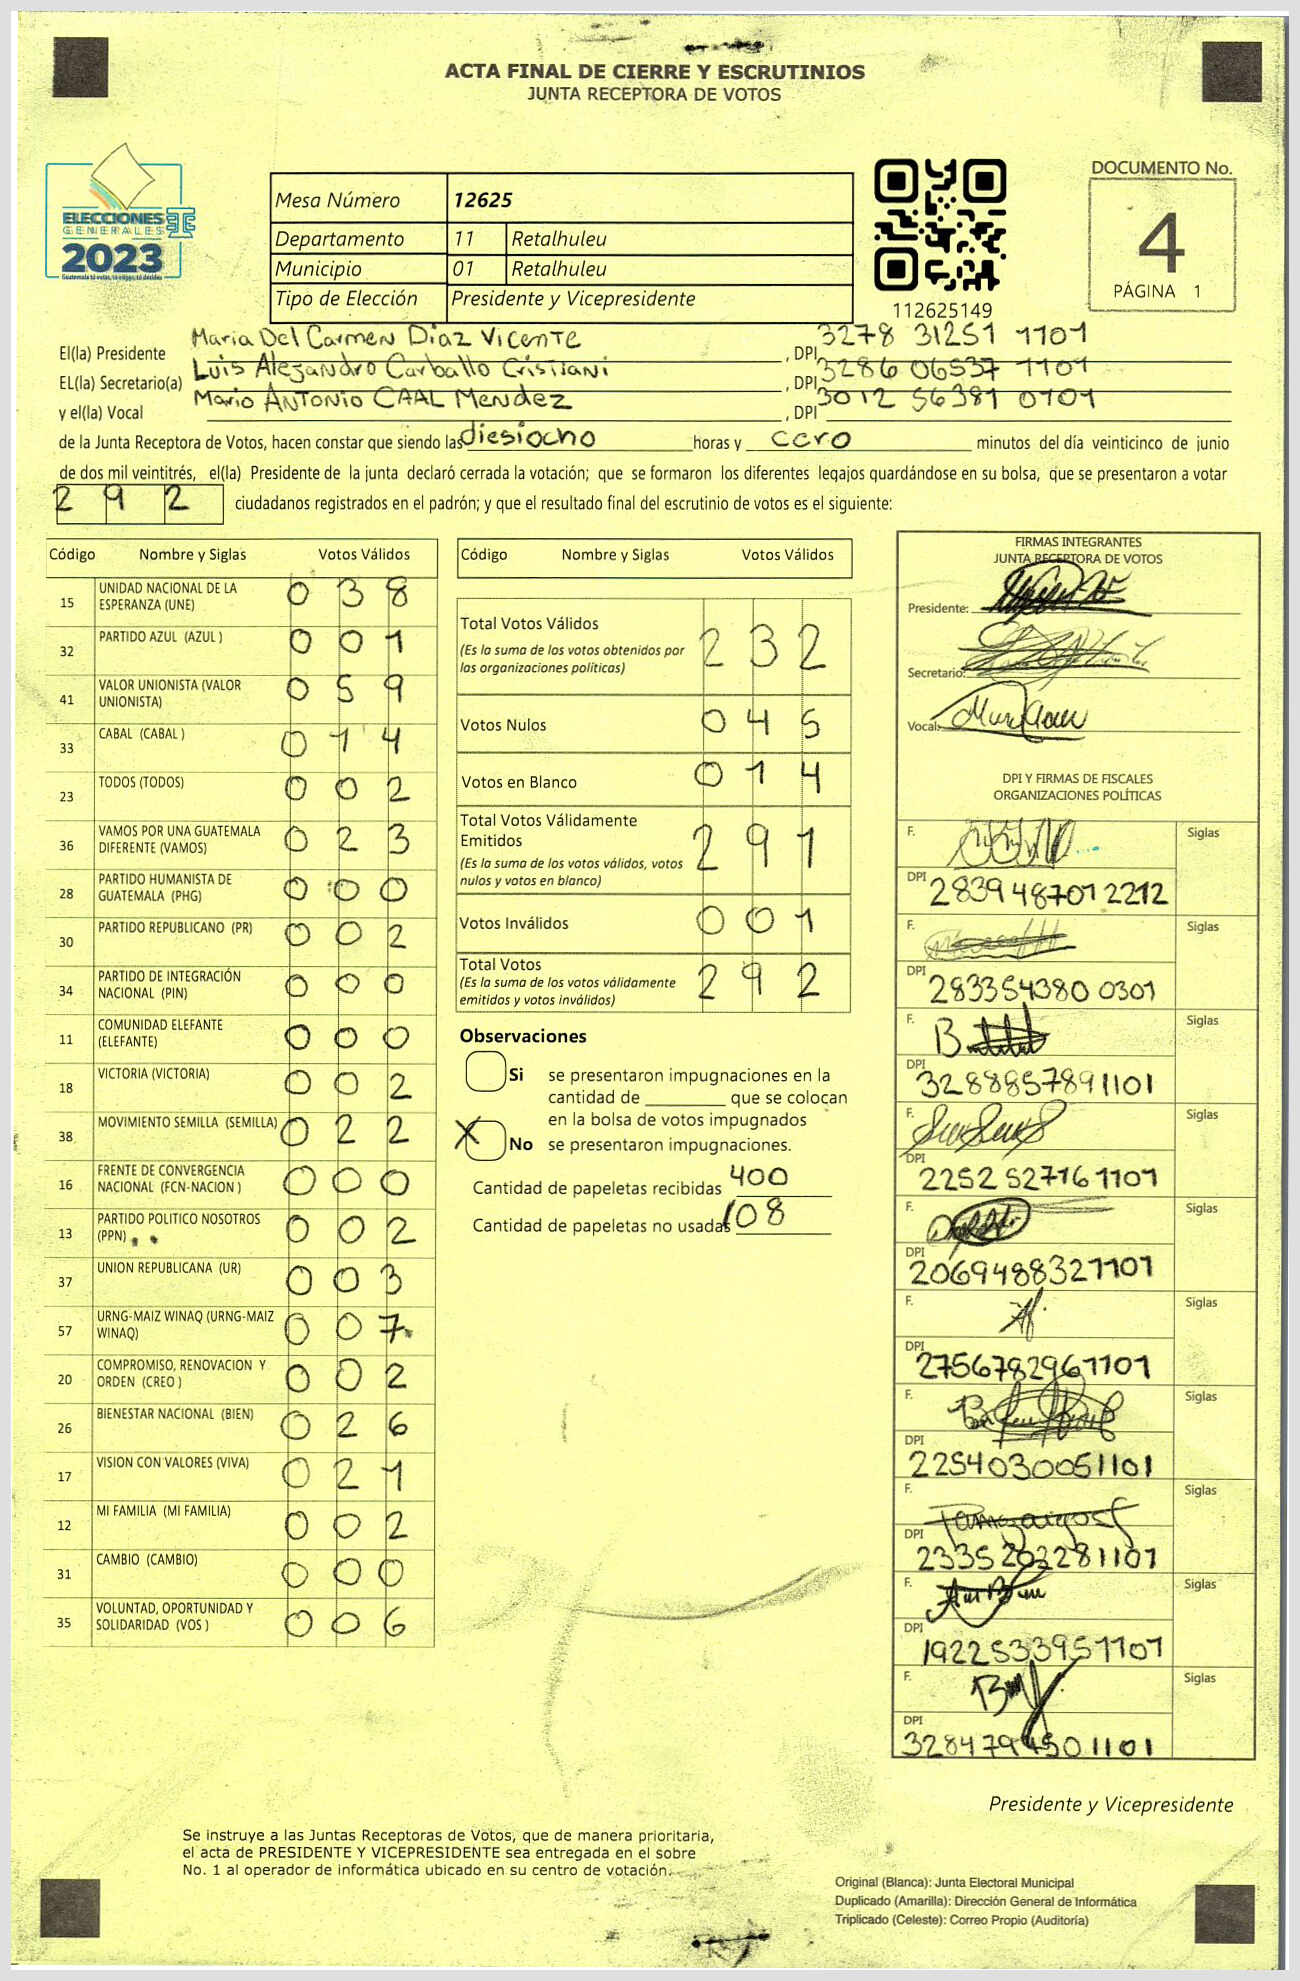 ACTA FINAL DE CIERRE Y ESCRUTINIOS
JUNTA RECEPTORA DE VOTOS
ELECCIONES
GENERALES
2023
Guatemala tú votas, tú eliges, tú decides
Mesa Número 12625
Departamento 11 Retalhuleu
Municipio 01 Retalhuleu
Tipo de Elección Presidente y Vicepresidente
112625149
DOCUMENTO No.
4
PÁGINA 1
El(la) Presidente Maria Del Carmen Diaz Vicente , DPI 3278 31251 1101
EL(la) Secretario(a) Luis Alejandro Carballo Cristiani , DPI 3286 06537 1101
y el(la) Vocal Mario ANTONIO CAAL Mendez , DPI 3012 56381 0101
de la Junta Receptora de Votos, hacen constar que siendo las diesiocho horas y cero minutos del día veinticinco de junio
de dos mil veintitrés, el(la) Presidente de la junta declaró cerrada la votación; que se formaron los diferentes legajos quardándose en su bolsa, que se presentaron a votar
2 9 2 ciudadanos registrados en el padrón; y que el resultado final del escrutinio de votos es el siguiente:
Código Nombre y Siglas Votos Válidos
15 UNIDAD NACIONAL DE LA ESPERANZA (UNE) 0 3 8
32 PARTIDO AZUL (AZUL ) 0 0 1
41 VALOR UNIONISTA (VALOR UNIONISTA) 0 5 9
33 CABAL (CABAL ) 0 1 4
23 TODOS (TODOS) 0 0 2
36 VAMOS POR UNA GUATEMALA DIFERENTE (VAMOS) 0 2 3
28 PARTIDO HUMANISTA DE GUATEMALA (PHG) 0 0 0
30 PARTIDO REPUBLICANO (PR) 0 0 2
34 PARTIDO DE INTEGRACIÓN NACIONAL (PIN) 0 0 0
11 COMUNIDAD ELEFANTE (ELEFANTE) 0 0 0
18 VICTORIA (VICTORIA) 0 0 2
38 MOVIMIENTO SEMILLA (SEMILLA) 0 2 2
16 FRENTE DE CONVERGENCIA NACIONAL (FCN-NACION ) 0 0 0
13 PARTIDO POLITICO NOSOTROS (PPN) 0 0 2
37 UNION REPUBLICANA (UR) 0 0 3
57 URNG-MAIZ WINAQ (URNG-MAIZ WINAQ) 0 0 7
20 COMPROMISO, RENOVACION Y ORDEN (CREO ) 0 0 2
26 BIENESTAR NACIONAL (BIEN) 0 2 6
17 VISION CON VALORES (VIVA) 0 2 1
12 MI FAMILIA (MI FAMILIA) 0 0 2
31 CAMBIO (CAMBIO) 0 0 0
35 VOLUNTAD, OPORTUNIDAD Y SOLIDARIDAD (VOS ) 0 0 6
Código Nombre y Siglas Votos Válidos
Total Votos Válidos 2 3 2
(Es la suma de los votos obtenidos por
las organizaciones políticas)
Votos Nulos 0 4 5
Votos en Blanco 0 1 4
Total Votos Válidamente
Emitidos 2 9 1
(Es la suma de los votos válidos, votos
nulos y votos en blanco)
Votos Inválidos 0 0 1
Total Votos 2 9 2
(Es la suma de los votos válidamente
emitidos y votos inválidos)
Observaciones
Si se presentaron impugnaciones en la
cantidad de ________ que se colocan
en la bolsa de votos impugnados
X No se presentaron impugnaciones.
Cantidad de papeletas recibidas 400
Cantidad de papeletas no usadas 108
FIRMAS INTEGRANTES
JUNTA RECEPTORA DE VOTOS
Presidente:
Secretario:
Vocal:
DPI Y FIRMAS DE FISCALES
ORGANIZACIONES POLÍTICAS
F. Siglas
DPI 2839 48701 2212
F. Siglas
DPI 283354380 0301
F. Siglas
DPI 3288857891101
F. Siglas
DPI 2252 52716 1101
F. Siglas
DPI 2069488321101
F. Siglas
DPI 2756782961101
F. Siglas
DPI 2254030051101
F. Siglas
DPI 2335202281101
F. Siglas
DPI 1922533951101
F. Siglas
DPI 3284794501101
Presidente y Vicepresidente
Se instruye a las Juntas Receptoras de Votos, que de manera prioritaria,
el acta de PRESIDENTE Y VICEPRESIDENTE sea entregada en el sobre
No. 1 al operador de informática ubicado en su centro de votación.
Original (Blanca): Junta Electoral Municipal
Duplicado (Amarilla): Dirección General de Informática
Triplicado (Celeste): Correo Propio (Auditoría)